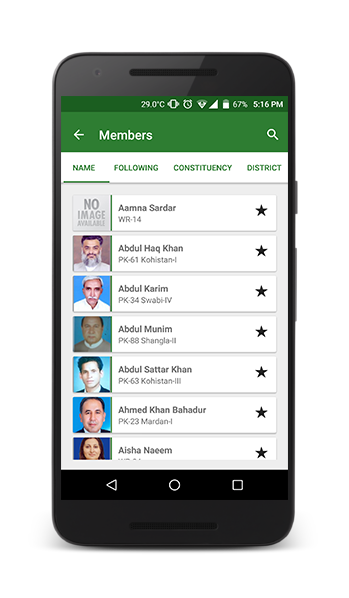 29.0°C 67% 5:16 PM
Members
NAME FOLLOWING CONSTITUENCY DISTRICT
NO
IMAGE
AVAILABLE
Aamna Sardar
WR-14
Abdul Haq Khan
PK-61 Kohistan-I
Abdul Karim
PK-34 Swabi-IV
Abdul Munim
PK-88 Shangla-II
Abdul Sattar Khan
PK-63 Kohistan-III
Ahmed Khan Bahadur
PK-23 Mardan-I
Aisha Naeem